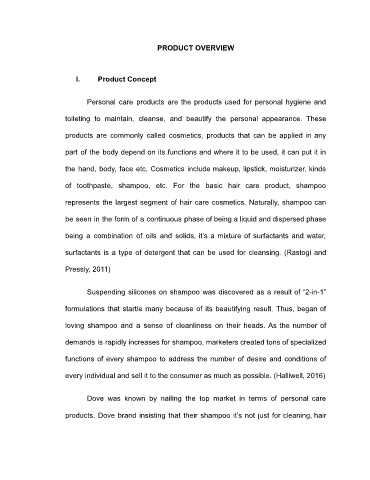 PRODUCT OVERVIEW
I. Product Concept
Personal care products are the products used for personal hygiene and
toileting to maintain, cleanse, and beautify the personal appearance. These
products are commonly called cosmetics, products that can be applied in any
part of the body depend on its functions and where it to be used, it can put it in
the hand, body, face etc. Cosmetics include makeup, lipstick, moisturizer, kinds
of toothpaste, shampoo, etc. For the basic hair care product, shampoo
represents the largest segment of hair care cosmetics. Naturally, shampoo can
be seen in the form of a continuous phase of being a liquid and dispersed phase
being a combination of oils and solids, it's a mixture of surfactants and water,
surfactants is a type of detergent that can be used for cleansing. (Rastogi and
Pressly, 2011)
Suspending silicones on shampoo was discovered as a result of “2-in-1”
formulations that startle many because of its beautifying result. Thus, began of
loving shampoo and a sense of cleanliness on their heads. As the number of
demands is rapidly increases for shampoo, marketers created tons of specialized
functions of every shampoo to address the number of desire and conditions of
every individual and sell it to the consumer as much as possible. (Halliwell, 2016)
Dove was known by nailing the top market in terms of personal care
products. Dove brand insisting that their shampoo it's not just for cleaning, hair